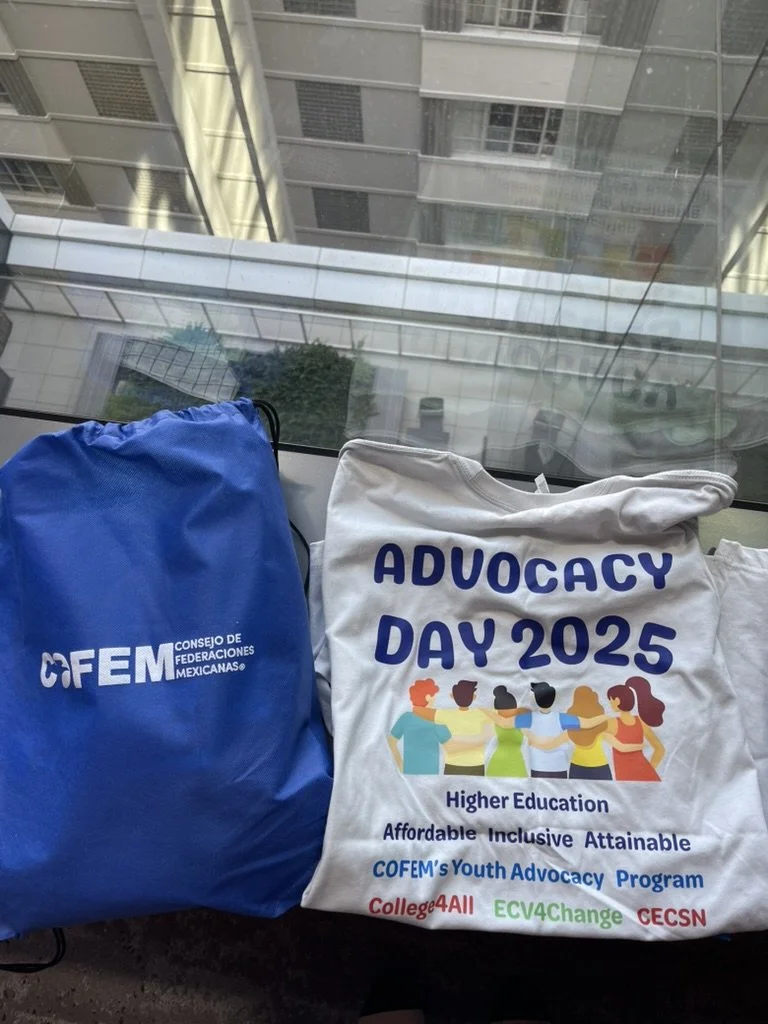 COFEM
CONSEJO DE
FEDERACIONES
MEXICANAS®
ADVOCACY
DAY 2025
Higher Education
Affordable Inclusive Attainable
COFEM's Youth Advocacy Program
College4All ECV4Change CECSN